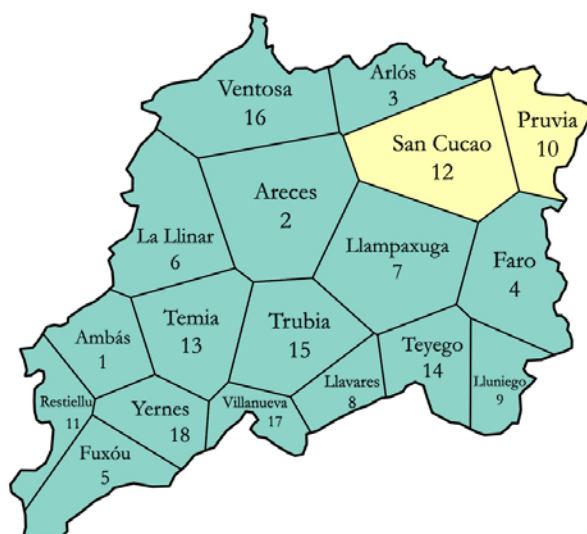 Ventosa
16
Arlós
3
San Cucao
12
Pruvia
10
Areces
2
La Llinar
6
Llampaxuga
7
Faro
4
Ambás
1
Temia
13
Trubia
15
Teyego
14
Llavares
8
Lluniego
9
Restiellu
11
Yernes
18
Villanueva
17
Fuxóu
5